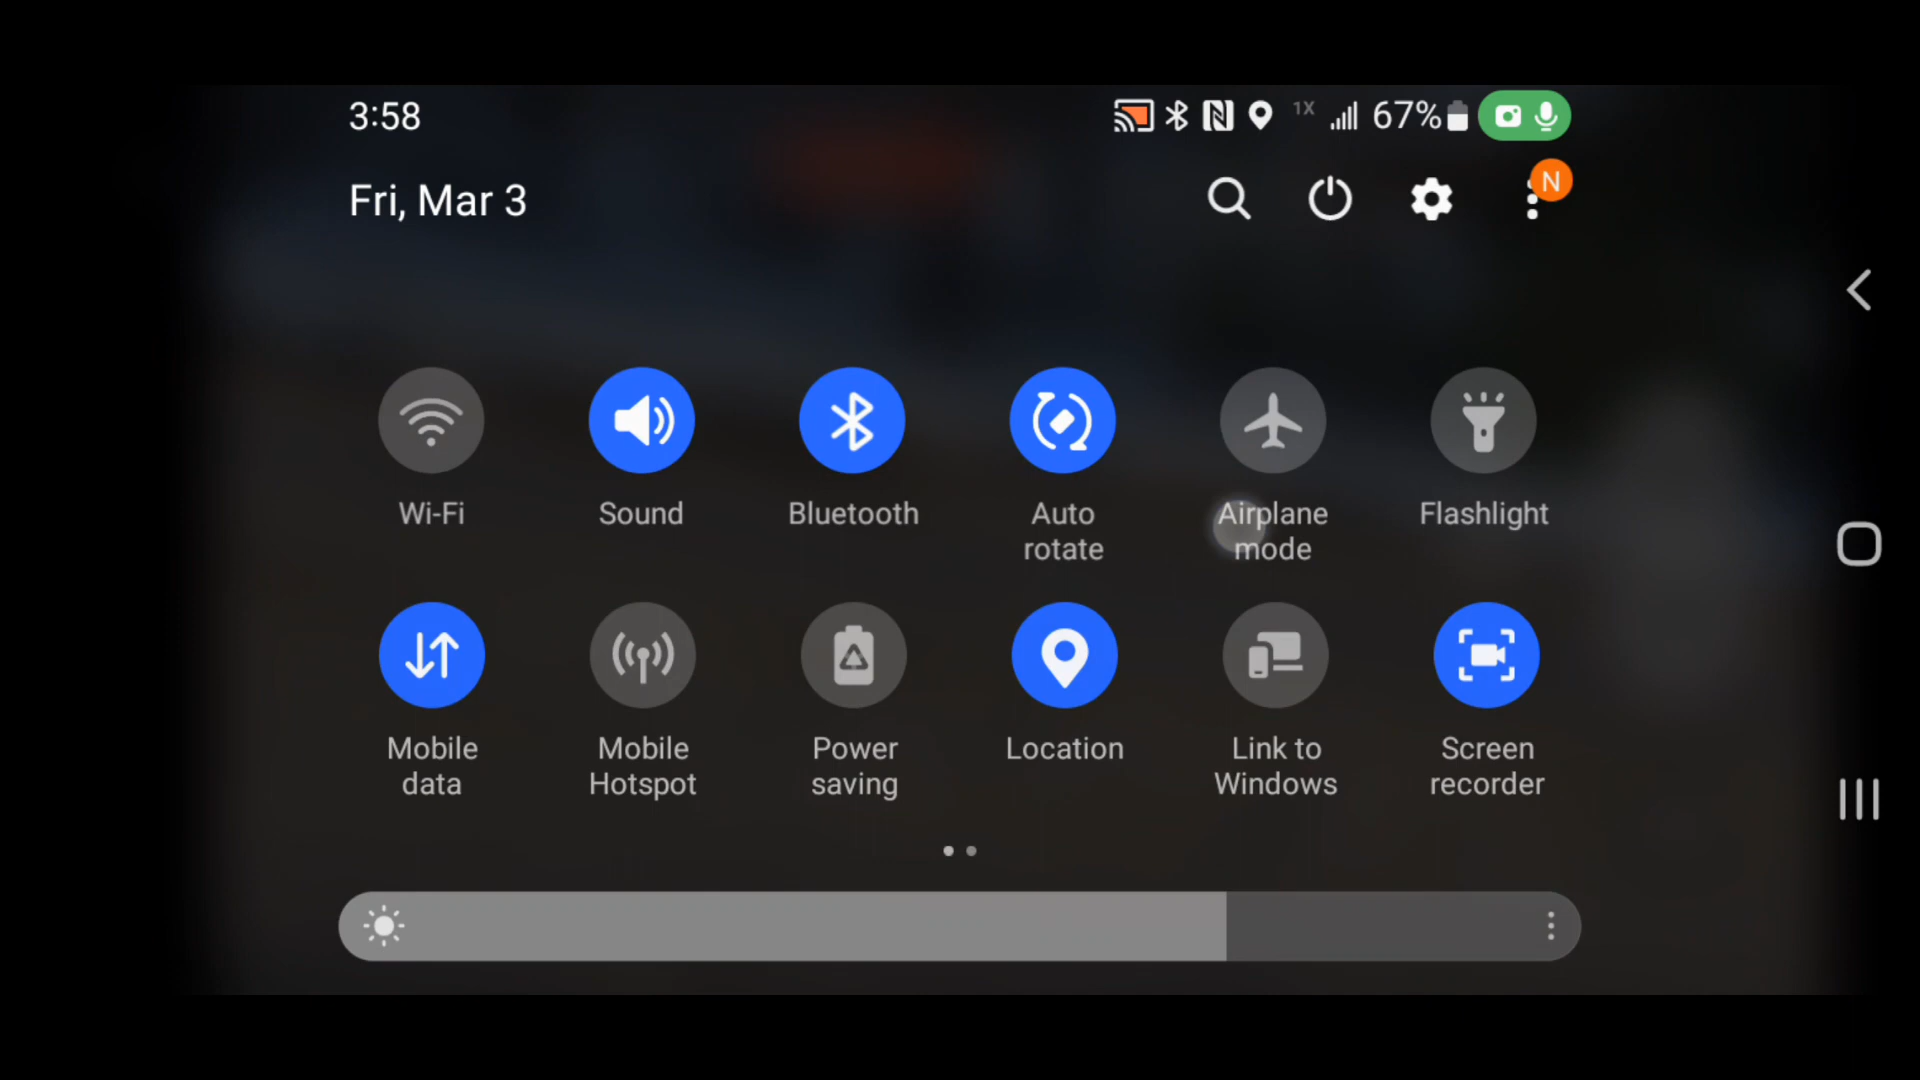 3:58
1X 67%
Fri, Mar 3
N
Wi-Fi
Sound
Bluetooth
Auto
rotate
Airplane
mode
Flashlight
Mobile
data
Mobile
Hotspot
Power
saving
Location
Link to
Windows
Screen
recorder